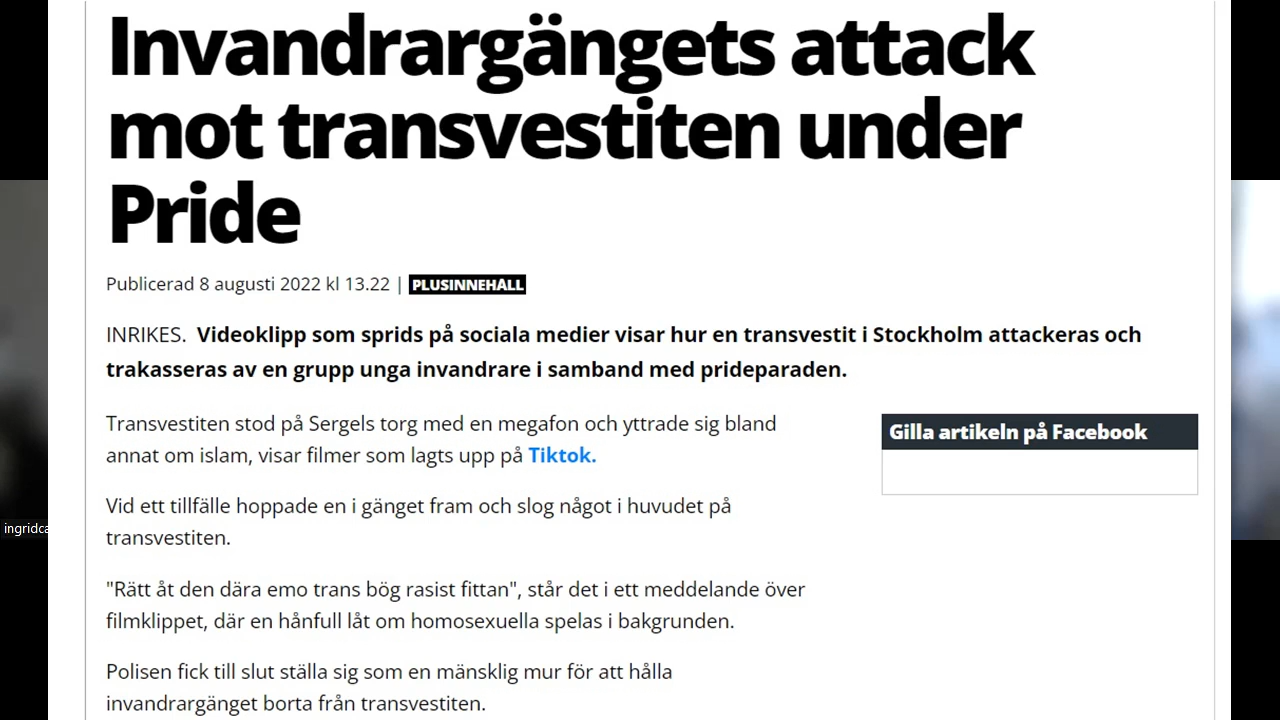 Invandrargängets attack
mot transvestiten under
Pride
Publicerad 8 augusti 2022 kl 13.22 | PLUSINNEHÅLL
INRIKES. Videoklipp som sprids på sociala medier visar hur en transvestit i Stockholm attackeras och
trakasseras av en grupp unga invandrare i samband med prideparaden.
Transvestiten stod på Sergels torg med en megafon och yttrade sig bland
annat om islam, visar filmer som lagts upp på Tiktok.
Gilla artikeln på Facebook
Vid ett tillfälle hoppade en i gänget fram och slog något i huvudet på
transvestiten.
"Rätt åt den dära emo trans bög rasist fittan", står det i ett meddelande över
filmklippet, där en hånfull låt om homosexuella spelas i bakgrunden.
Polisen fick till slut ställa sig som en mänsklig mur för att hålla
invandrargänget borta från transvestiten.
ingridca